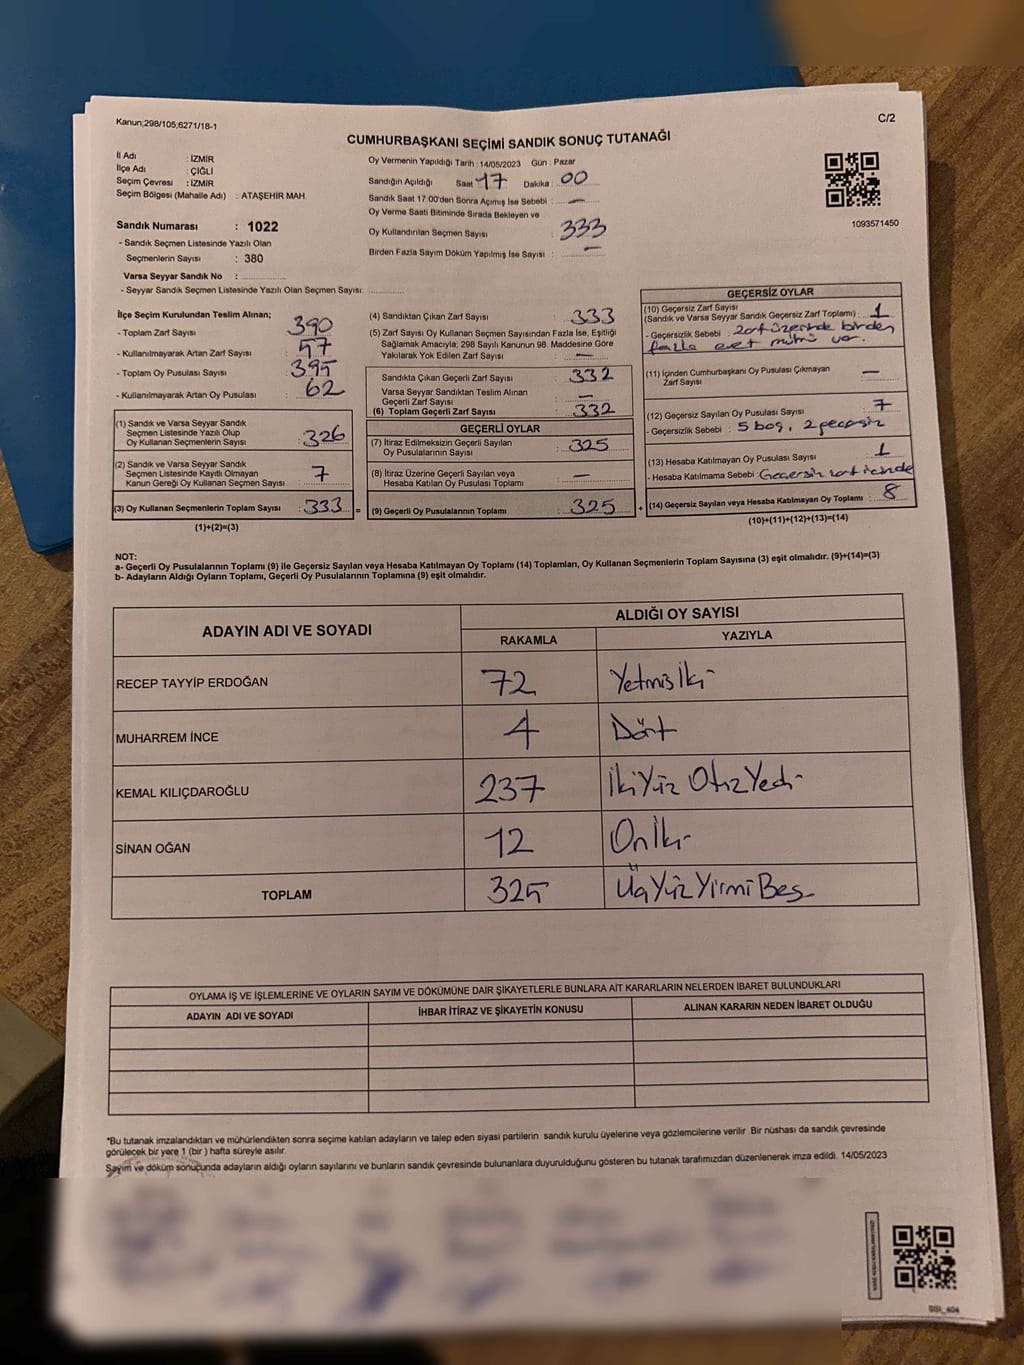 Kanun;298/105,6271/18-1
C/2
CUMHURBAŞKANI SEÇİMİ SANDIK SONUÇ TUTANAĞI
İl Adı : İZMİR
İlçe Adı : ÇİĞLİ
Seçim Çevresi : İZMİR
Seçim Bölgesi (Mahalle Adı) : ATAŞEHİR MAH.
Sandık Numarası : 1022
- Sandık Seçmen Listesinde Yazılı Olan
Seçmenlerin Sayısı : 380
Varsa Seyyar Sandık No :
- Seyyar Sandık Seçmen Listesinde Yazılı Olan Seçmen Sayısı:
Oy Vermenin Yapıldığı Tarih : 14/05/2023 Gün : Pazar
Sandığın Açıldığı Saat 17 Dakika : 00
Sandık Saat 17:00'den Sonra Açımış İse Sebebi : —
Oy Verme Saati Bitiminde Sırada Bekleyen ve
Oy Kullandırılan Seçmen Sayısı : 333
Birden Fazla Sayım Döküm Yapılmış İse Sayısı : —
1093571450
İlçe Seçim Kurulundan Teslim Alınan;
- Toplam Zarf Sayısı : 390
- Kullanılmayarak Artan Zarf Sayısı : 57
- Toplam Oy Pusulası Sayısı : 395
- Kullanılmayarak Artan Oy Pusulası : 62
(1) Sandık ve Varsa Seyyar Sandık
Seçmen Listesinde Yazılı Olup
Oy Kullanan Seçmenlerin Sayısı : 326
(2) Sandık ve Varsa Seyyar Sandık
Seçmen Listesinde Kayıtlı Olmayan
Kanun Gereği Oy Kullanan Seçmen Sayısı : 7
(3) Oy Kullanan Seçmenlerin Toplam Sayısı : 333 =
(1)+(2)=(3)
(4) Sandıktan Çıkan Zarf Sayısı : 333
(5) Zarf Sayısı Oy Kullanan Seçmen Sayısından Fazla İse, Eşitliği
Sağlamak Amacıyla; 298 Sayılı Kanunun 98. Maddesine Göre
Yakılarak Yok Edilen Zarf Sayısı : —
Sandıkta Çıkan Geçerli Zarf Sayısı : 332
Varsa Seyyar Sandıktan Teslim Alınan
Geçerli Zarf Sayısı : —
(6) Toplam Geçerli Zarf Sayısı : 332
GEÇERLİ OYLAR
(7) İtiraz Edilmeksizin Geçerli Sayılan
Oy Pusulalarının Sayısı : 325
(8) İtiraz Üzerine Geçerli Sayılan veya
Hesaba Katılan Oy Pusulası Toplamı : —
(9) Geçerli Oy Pusulalarının Toplamı : 325 +
GEÇERSİZ OYLAR
(10) Geçersiz Zarf Sayısı
(Sandık ve Varsa Seyyar Sandık Geçersiz Zarf Toplamı) : 1
- Geçersizlik Sebebi : zarf üzerinde birden
fazla evet mührü var.
(11) İçinden Cumhurbaşkanı Oy Pusulası Çıkmayan
Zarf Sayısı —
(12) Geçersiz Sayılan Oy Pusulası Sayısı : 7
- Geçersizlik Sebebi : 5 boş, 2 geçersiz
(13) Hesaba Katılmayan Oy Pusulası Sayısı : 1
- Hesaba Katılmama Sebebi : Geçersiz zarf içinde
(14) Geçersiz Sayılan veya Hesaba Katılmayan Oy Toplamı : 8
(10)+(11)+(12)+(13)=(14)
NOT:
a- Geçerli Oy Pusulalarının Toplamı (9) ile Geçersiz Sayılan veya Hesaba Katılmayan Oy Toplamı (14) Toplamları, Oy Kullanan Seçmenlerin Toplam Sayısına (3) eşit olmalıdır. (9)+(14)=(3)
b- Adayların Aldığı Oyların Toplamı, Geçerli Oy Pusulalarının Toplamına (9) eşit olmalıdır.
ADAYIN ADI VE SOYADI ALDIĞI OY SAYISI
RAKAMLA YAZIYLA
RECEP TAYYİP ERDOĞAN 72 Yetmiş İki
MUHARREM İNCE 4 Dört
KEMAL KILIÇDAROĞLU 237 İki Yüz Otuz Yedi
SİNAN OĞAN 12 On İki
TOPLAM 325 Üç Yüz Yirmi Beş
OYLAMA İŞ VE İŞLEMLERİNE VE OYLARIN SAYIM VE DÖKÜMÜNE DAİR ŞİKAYETLERLE BUNLARA AİT KARARLARIN NELERDEN İBARET BULUNDUKLARI
ADAYIN ADI VE SOYADI İHBAR İTİRAZ VE ŞİKAYETİN KONUSU ALINAN KARARIN NEDEN İBARET OLDUĞU
*Bu tutanak imzalandıktan ve mühürlendikten sonra seçime katılan adayların ve talep eden siyasi partilerin sandık kurulu üyelerine veya gözlemcilerine verilir .Bir nüshası da sandık çevresinde
görülecek bir yere 1 (bir ) hafta süreyle asılır.
Sayım ve döküm sonucunda adayların aldığı oyların sayılarını ve bunların sandık çevresinde bulunanlara duyurulduğunu gösteren bu tutanak tarafımızdan düzenlenerek imza edildi. 14/05/2023